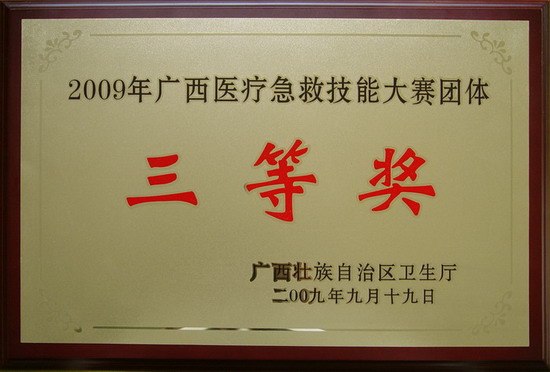 2009年广西医疗急救技能大赛团体
三等奖
广西壮族自治区卫生厅
二00九年九月十九日